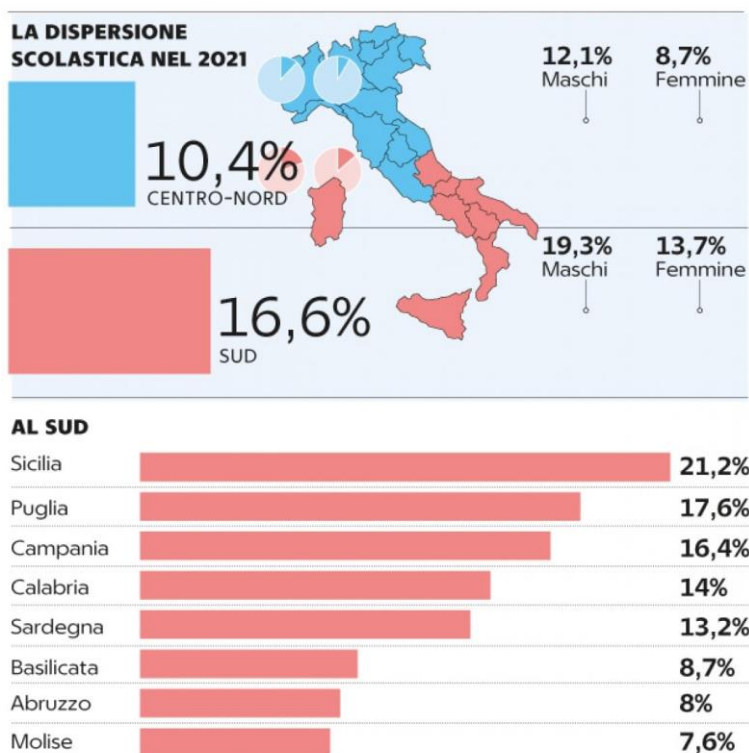 LA DISPERSIONE
SCOLASTICA NEL 2021
12,1%
Maschi
8,7%
Femmine
10,4%
CENTRO-NORD
19,3%
Maschi
13,7%
Femmine
16,6%
SUD
AL SUD
Sicilia 21,2%
Puglia 17,6%
Campania 16,4%
Calabria 14%
Sardegna 13,2%
Basilicata 8,7%
Abruzzo 8%
Molise 7,6%